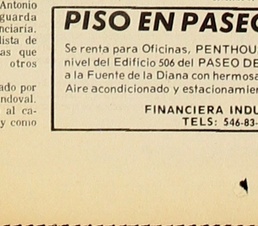 Antonio
guarda
nciaria.
lista de
as que
otros
ado por
ndoval.
al ca-
y como
PISO EN PASEO
Se renta para Oficinas, PENTHOU
nivel del Edificio 506 del PASEO DE
a la Fuente de la Diana con hermosa
Aire acondicionado y estacionamien
FINANCIERA INDU
TELS: 546-83-